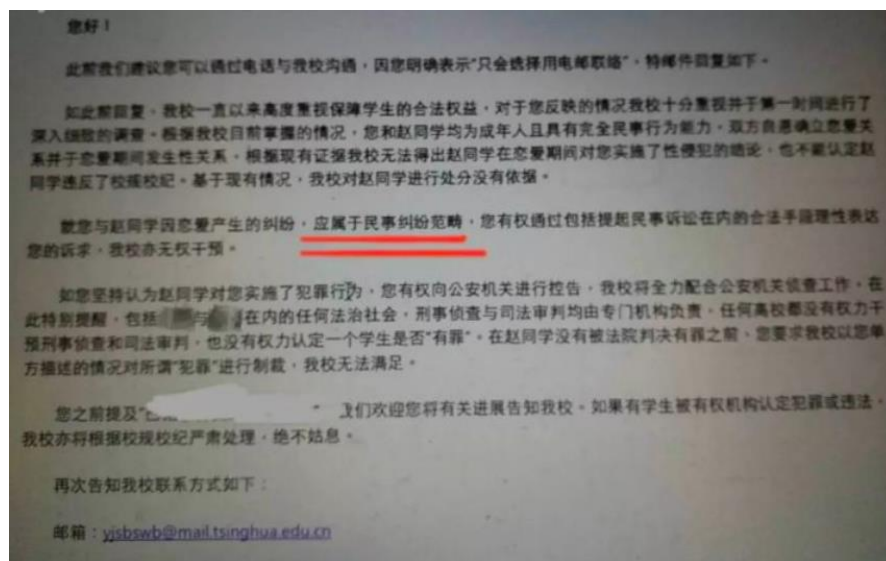 您好！
此前我们建议您可以通过电话与我校沟通，因您明确表示“只会选择用电邮联络”，特邮件回复如下。
如此前回复，我校一直以来高度重视保障学生的合法权益，对于您反映的情况我校十分重视并于第一时间进行了
深入细致的调查。根据我校目前掌握的情况，您和赵同学均为成年人且具有完全民事行为能力，双方自愿确立恋爱关
系并于恋爱期间发生性关系，根据现有证据我校无法得出赵同学在恋爱期间对您实施了性侵犯的结论，也不能认定赵
同学违反了校规校纪。基于现有情况，我校对赵同学进行处分没有依据。
就您与赵同学因恋爱产生的纠纷，应属于民事纠纷范畴，您有权通过包括提起民事诉讼在内的合法手段理性表达
您的诉求，我校亦无权干预。
如您坚持认为赵同学对您实施了犯罪行为，您有权向公安机关进行控告，我校将全力配合公安机关侦查工作。在
此特别提醒，包括与在内的任何法治社会，刑事侦查与司法审判均由专门机构负责，任何高校都没有权力干
预刑事侦查和司法审判，也没有权力认定一个学生是否“有罪”。在赵同学没有被法院判决有罪之前，您要求我校以您单
方描述的情况对所谓“犯罪”进行制裁，我校无法满足。
您之前提及“ ”我们欢迎您将有关进展告知我校。如果有学生被有权机构认定犯罪或违法，
我校亦将根据校规校纪严肃处理，绝不姑息。
再次告知我校联系方式如下：
邮箱：yjsbswb@mail.tsinghua.edu.cn